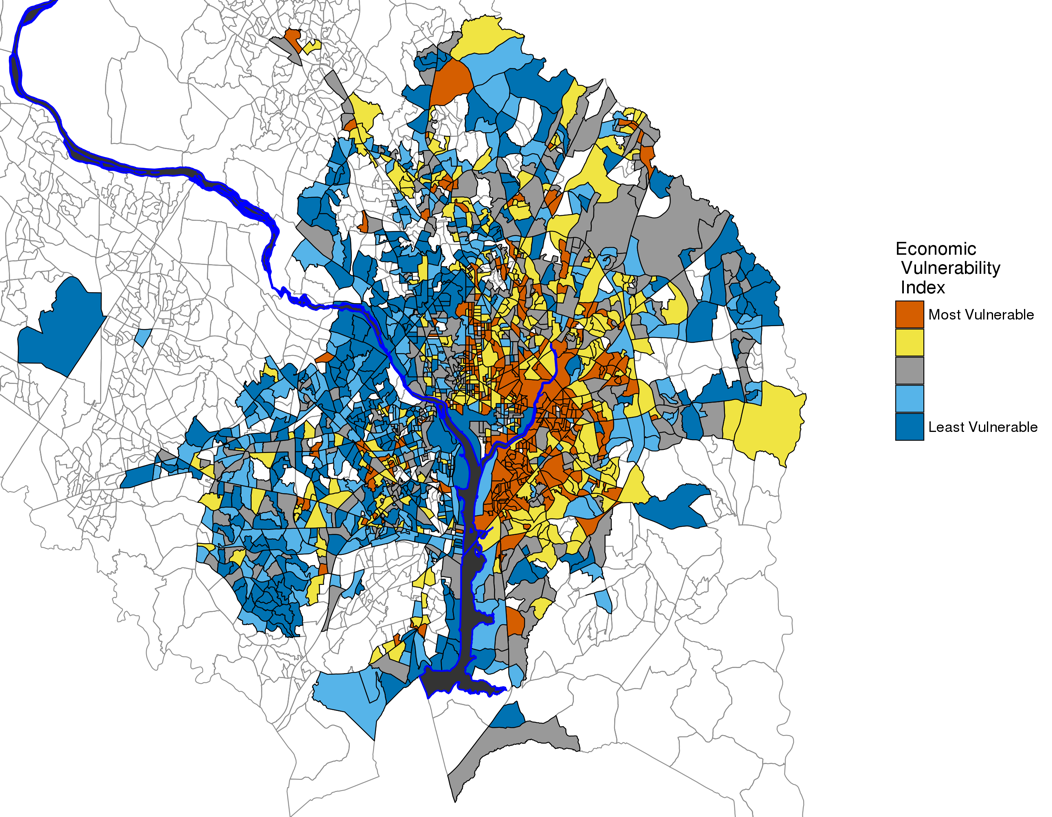 Economic
Vulnerability
Index
Most Vulnerable
Least Vulnerable